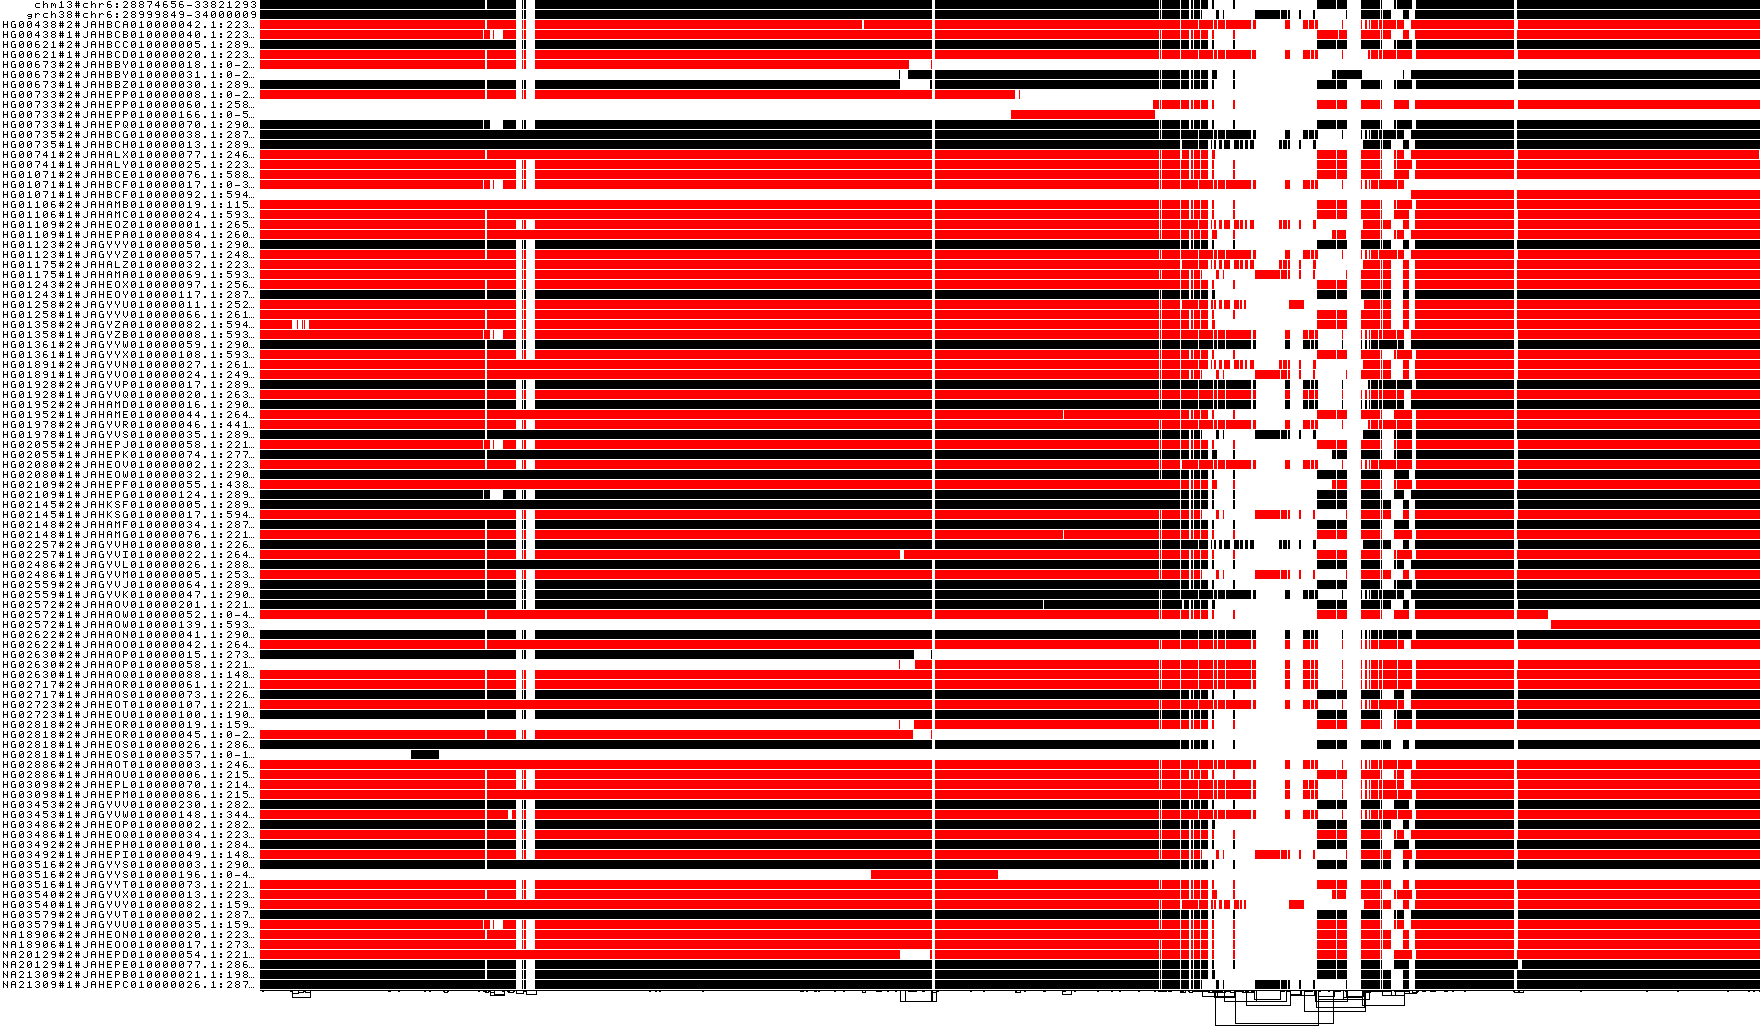 chm13#chr6:28874656-33821293
grch38#chr6:28999849-34000009
HG00438#2#JAHBCA010000042.1:223…
HG00438#1#JAHBCB010000040.1:223…
HG00621#2#JAHBCC010000005.1:289…
HG00621#1#JAHBCD010000020.1:223…
HG00673#2#JAHBBY010000018.1:0-2…
HG00673#2#JAHBBY010000031.1:0-2…
HG00673#1#JAHBBZ010000030.1:289…
HG00733#2#JAHEPP010000008.1:0-2…
HG00733#2#JAHEPP010000060.1:258…
HG00733#2#JAHEPP010000166.1:0-5…
HG00733#1#JAHEPO010000070.1:290…
HG00735#2#JAHBCG010000038.1:287…
HG00735#1#JAHBCH010000013.1:289…
HG00741#2#JAHALX010000077.1:246…
HG00741#1#JAHALY010000025.1:223…
HG01071#2#JAHBCE010000076.1:588…
HG01071#1#JAHBCF010000017.1:0-3…
HG01071#1#JAHBCF010000092.1:594…
HG01106#2#JAHAMB010000019.1:115…
HG01106#1#JAHAMC010000024.1:593…
HG01109#2#JAHEOZ010000001.1:265…
HG01109#1#JAHEPA010000084.1:260…
HG01123#2#JAGYYY010000050.1:290…
HG01123#1#JAGYYZ010000057.1:248…
HG01175#2#JAHALZ010000032.1:223…
HG01175#1#JAHAMA010000069.1:593…
HG01243#2#JAHEOX010000097.1:256…
HG01243#1#JAHEOY010000117.1:287…
HG01258#2#JAGYYU010000011.1:252…
HG01258#1#JAGYYV010000066.1:261…
HG01358#2#JAGYZA010000082.1:594…
HG01358#1#JAGYZB010000008.1:593…
HG01361#2#JAGYYW010000059.1:290…
HG01361#1#JAGYYX010000108.1:593…
HG01891#2#JAGYVN010000027.1:261…
HG01891#1#JAGYVO010000024.1:249…
HG01928#2#JAGYVP010000017.1:289…
HG01928#1#JAGYVQ010000020.1:263…
HG01952#2#JAHAMD010000016.1:290…
HG01952#1#JAHAME010000044.1:264…
HG01978#2#JAGYVR010000046.1:441…
HG01978#1#JAGYVS010000035.1:289…
HG02055#2#JAHEPJ010000058.1:221…
HG02055#1#JAHEPK010000074.1:277…
HG02080#2#JAHEOV010000002.1:223…
HG02080#1#JAHEOW010000032.1:290…
HG02109#2#JAHEPF010000055.1:438…
HG02109#1#JAHEPG010000124.1:289…
HG02145#2#JAHKSF010000005.1:289…
HG02145#1#JAHKSG010000017.1:594…
HG02148#2#JAHAMF010000034.1:287…
HG02148#1#JAHAMG010000076.1:221…
HG02257#2#JAGYVH010000080.1:226…
HG02257#1#JAGYVI010000022.1:264…
HG02486#2#JAGYVL010000026.1:288…
HG02486#1#JAGYVM010000005.1:253…
HG02559#2#JAGYVJ010000064.1:289…
HG02559#1#JAGYVK010000047.1:290…
HG02572#2#JAHAOV010000201.1:221…
HG02572#1#JAHAOW010000052.1:0-4…
HG02572#1#JAHAOW010000139.1:593…
HG02622#2#JAHAON010000041.1:290…
HG02622#1#JAHAOO010000042.1:264…
HG02630#2#JAHAOP010000015.1:273…
HG02630#2#JAHAOP010000058.1:221…
HG02630#1#JAHAOQ010000088.1:148…
HG02717#2#JAHAOR010000061.1:221…
HG02717#1#JAHAOS010000073.1:226…
HG02723#2#JAHEOT010000107.1:221…
HG02723#1#JAHEOU010000100.1:190…
HG02818#2#JAHEOR010000019.1:159…
HG02818#2#JAHEOR010000045.1:0-2…
HG02818#1#JAHEOS010000026.1:286…
HG02818#1#JAHEOS010000357.1:0-1…
HG02886#2#JAHAOT010000003.1:246…
HG02886#1#JAHAOU010000006.1:215…
HG03098#2#JAHEPL010000070.1:214…
HG03098#1#JAHEPM010000086.1:215…
HG03453#2#JAGYVV010000230.1:282…
HG03453#1#JAGYVW010000148.1:344…
HG03486#2#JAHEOP010000002.1:282…
HG03486#1#JAHEOQ010000034.1:223…
HG03492#2#JAHEPH010000100.1:284…
HG03492#1#JAHEPI010000049.1:148…
HG03516#2#JAGYYS010000003.1:290…
HG03516#2#JAGYYS010000196.1:0-4…
HG03516#1#JAGYYT010000073.1:221…
HG03540#2#JAGYVX010000013.1:223…
HG03540#1#JAGYVY010000082.1:159…
HG03579#2#JAGYVT010000002.1:287…
HG03579#1#JAGYVU010000035.1:159…
NA18906#2#JAHEON010000020.1:223…
NA18906#1#JAHEOO010000017.1:273…
NA20129#2#JAHEPD010000054.1:221…
NA20129#1#JAHEPE010000077.1:286…
NA21309#2#JAHEPB010000021.1:198…
NA21309#1#JAHEPC010000026.1:287…